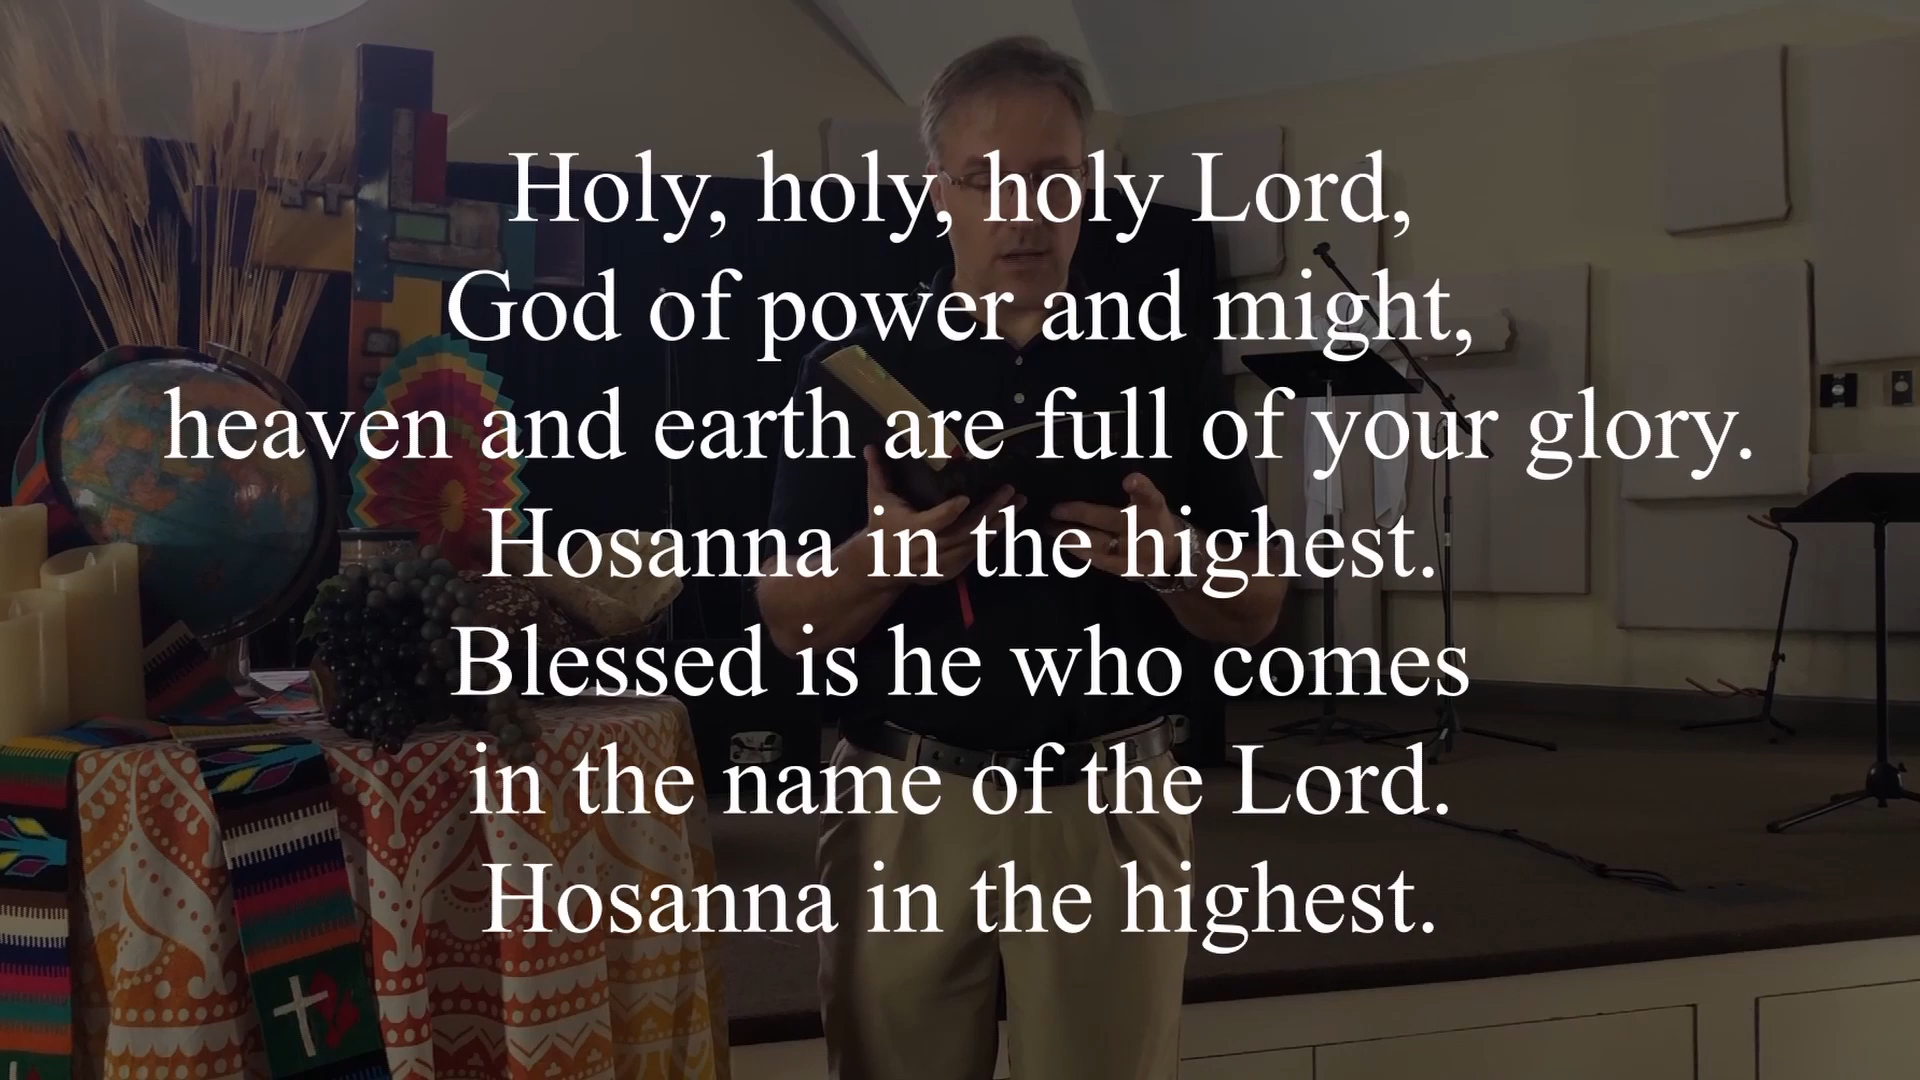 Holy, holy, holy Lord,
God of power and might,
heaven and earth are full of your glory.
Hosanna in the highest.
Blessed is he who comes
in the name of the Lord.
Hosanna in the highest.